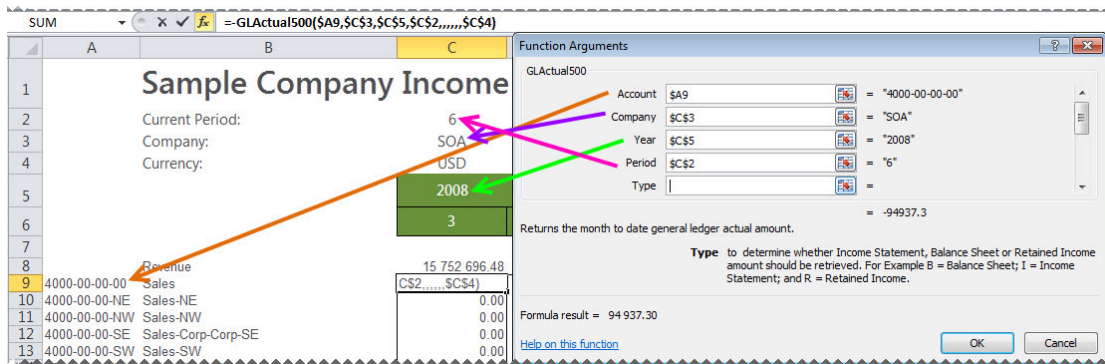 SUM fx =-GLActual500($A9,$C$3,$C$5,$C$2,,,,,,$C$4)
A B C
1 Sample Company Income
2 Current Period: 6
3 Company: SOA
4 Currency: USD
5 2008
6 3
7
8 Revenue 15 752 696.48
9 4000-00-00-00 Sales C$2,,,,,,$C$4)
10 4000-00-00-NE Sales-NE 0.00
11 4000-00-00-NW Sales-NW 0.00
12 4000-00-00-SE Sales-Corp-Corp-SE 0.00
13 4000-00-00-SW Sales-SW 0.00
Function Arguments
GLActual500
Account $A9 = "4000-00-00-00"
Company $C$3 = "SOA"
Year $C$5 = "2008"
Period $C$2 = "6"
Type =
= -94937.3
Returns the month to date general ledger actual amount.
Type to determine whether Income Statement, Balance Sheet or Retained Income
amount should be retrieved. For Example B = Balance Sheet; I = Income
Statement; and R = Retained Income.
Formula result = 94 937.30
Help on this function
OK Cancel